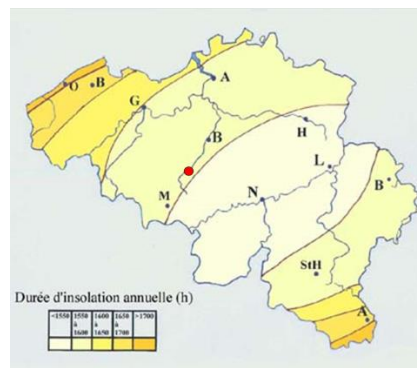 A
O
B
G
B
H
L
B
M
N
StH
A
Durée d'insolation annuelle (h)
<1550 1550 1600 1650 >1700
à à à
1600 1650 1700